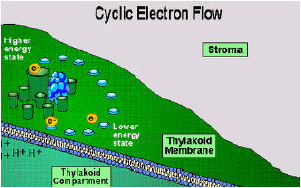 Cyclic Electron Flow
Higher
energy
state
Stroma
e-
e-
e-
Lower
energy
state
Thylakoid
Membrane
H+ H+
Thylakoid
Compartment